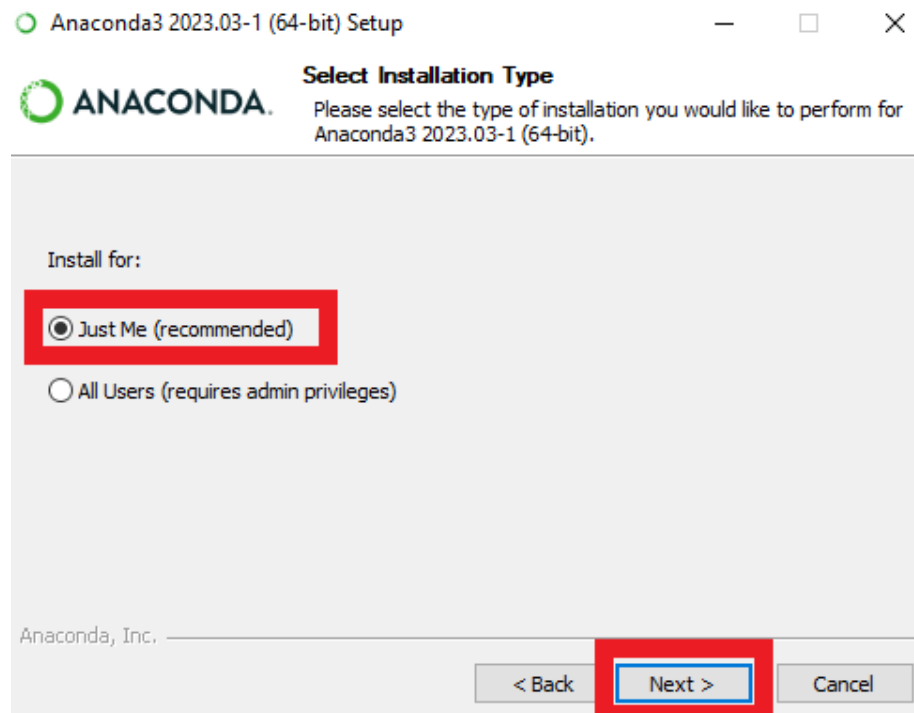 Anaconda3 2023.03-1 (64-bit) Setup
ANACONDA.
Select Installation Type
Please select the type of installation you would like to perform for
Anaconda3 2023.03-1 (64-bit).
Install for:
Just Me (recommended)
All Users (requires admin privileges)
Anaconda, Inc.
< Back
Next >
Cancel